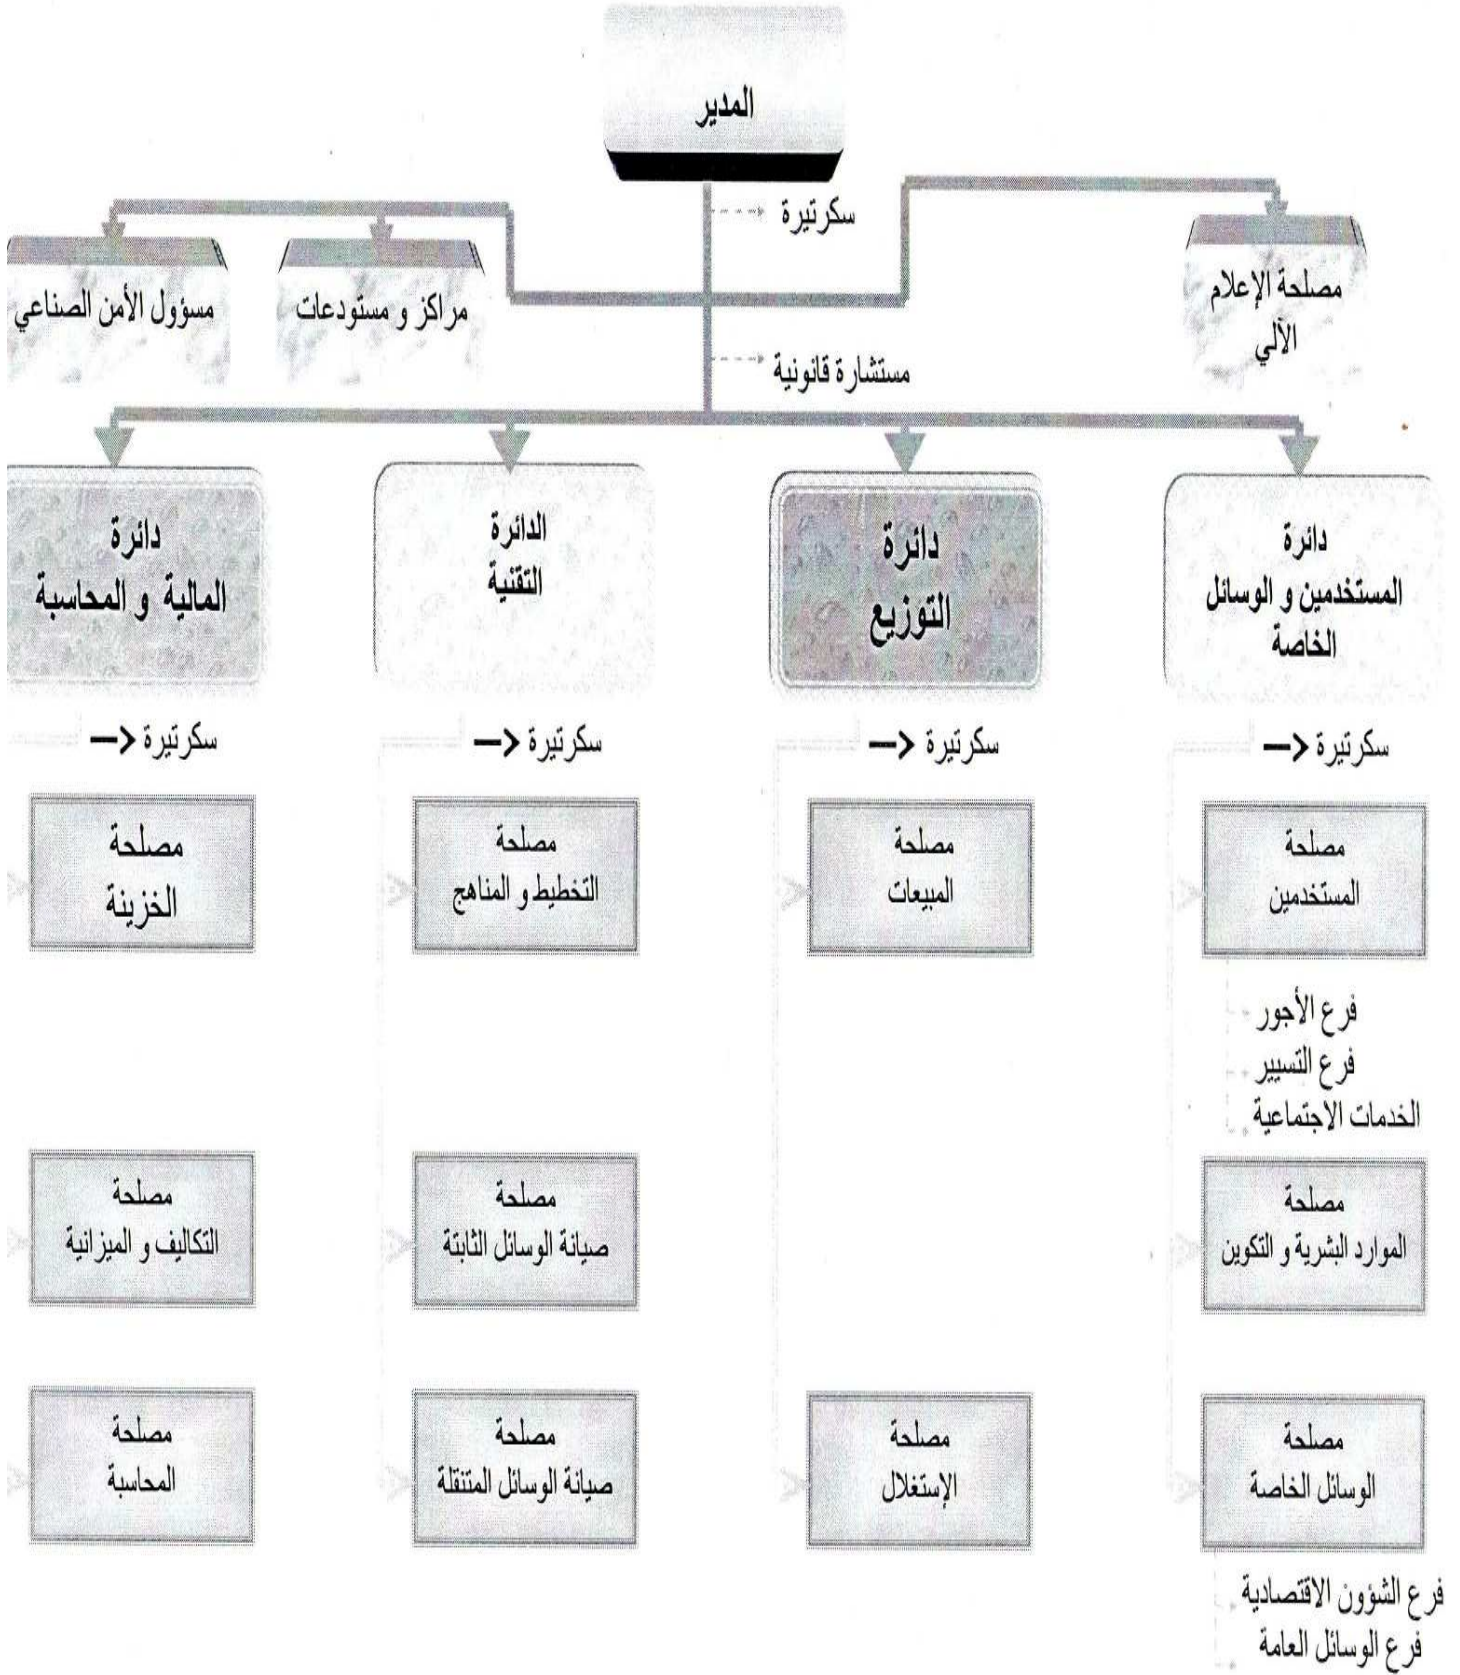 المدير
سكرتيرة
مصلحة الإعلام
الآلي
مراكز و مستودعات
مسؤول الأمن الصناعي
مستشارة قانونية
دائرة
المستخدمين و الوسائل
الخاصة
دائرة
التوزيع
الدائرة
التقنية
دائرة
المالية و المحاسبة
سكرتيرة
سكرتيرة
سكرتيرة
سكرتيرة
مصلحة
المستخدمين
مصلحة
المبيعات
مصلحة
التخطيط و المناهج
مصلحة
الخزينة
فرع الأجور
فرع التسيير
الخدمات الاجتماعية
مصلحة
الموارد البشرية و التكوين
مصلحة
صيانة الوسائل الثابتة
مصلحة
التكاليف و الميزانية
مصلحة
الوسائل الخاصة
مصلحة
الإستغلال
مصلحة
صيانة الوسائل المتنقلة
مصلحة
المحاسبة
فرع الشؤون الاقتصادية
فرع الوسائل العامة